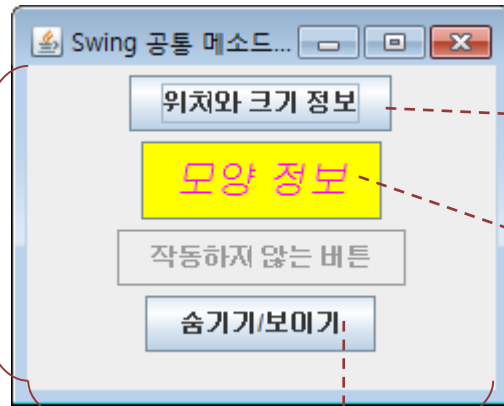 Swing 공통 메소드...
위치와 크기 정보
모양 정보
작동하지 않는 버튼
숨기기/보이기